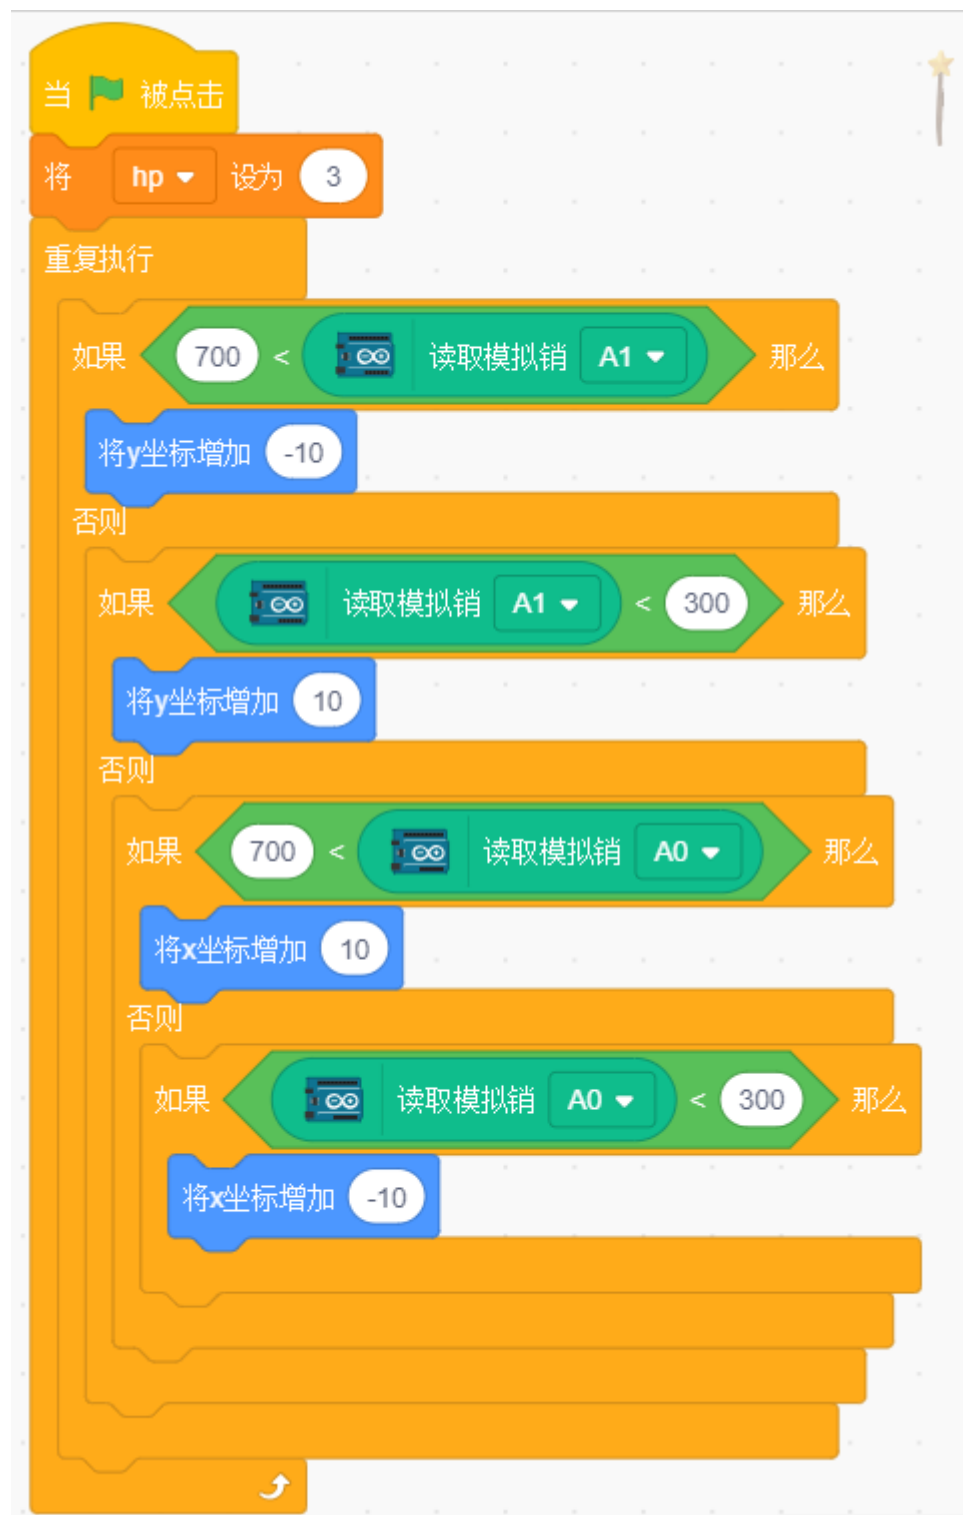 当 被点击
将 hp 设为 3
重复执行
如果 700 < 读取模拟销 A1 那么
将y坐标增加 -10
否则
如果 读取模拟销 A1 < 300 那么
将y坐标增加 10
否则
如果 700 < 读取模拟销 A0 那么
将x坐标增加 10
否则
如果 读取模拟销 A0 < 300 那么
将x坐标增加 -10